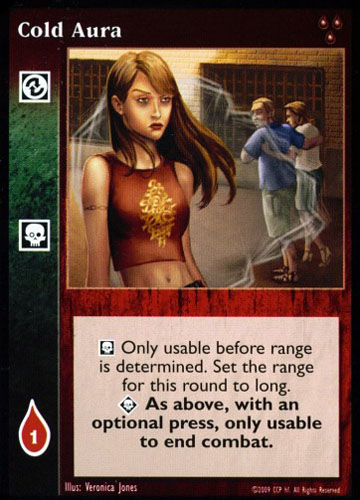 Cold Aura
Only usable before range
is determined. Set the range
for this round to long.
As above, with an
optional press, only usable
to end combat.
1
Illus: Veronica Jones
©2009 CCP hf. All Rights Reserved